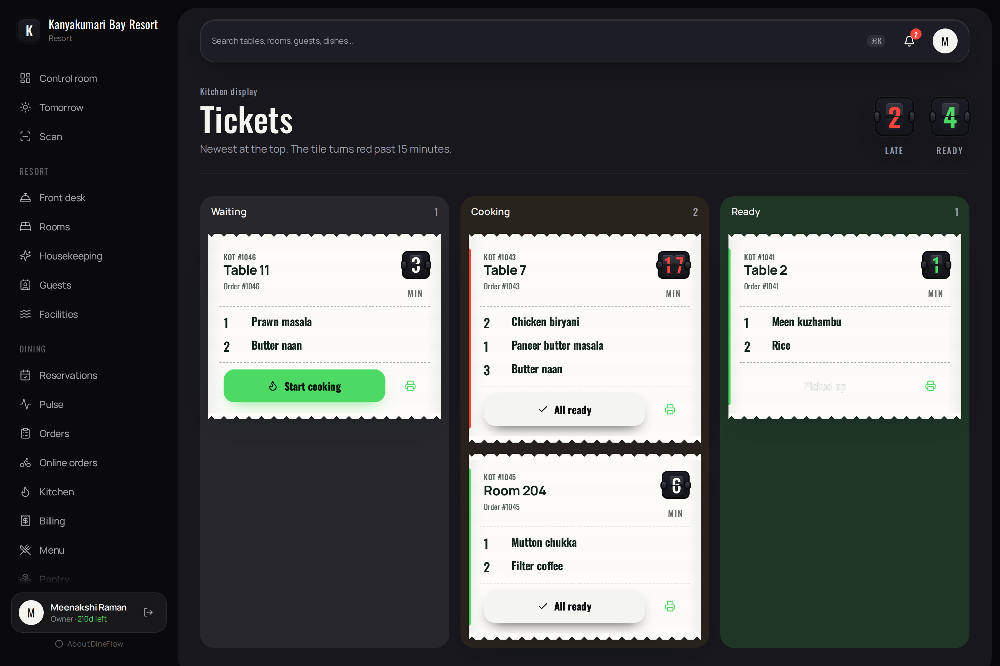 K
Kanyakumari Bay Resort
Resort
Control room
Tomorrow
Scan
RESORT
Front desk
Rooms
Housekeeping
Guests
Facilities
DINING
Reservations
Pulse
Orders
Online orders
Kitchen
Billing
Menu
Pantry
M
Meenakshi Raman
Owner · 210d left
About DineFlow
Search tables, rooms, guests, dishes...
⌘K
2
M
Kitchen display
Tickets
Newest at the top. The tile turns red past 15 minutes.
2
LATE
4
READY
Waiting
1
KOT #1046
Table 11
Order #1046
3
MIN
1 Prawn masala
2 Butter naan
Start cooking
Cooking
2
KOT #1043
Table 7
Order #1043
17
MIN
2 Chicken biryani
1 Paneer butter masala
3 Butter naan
All ready
KOT #1045
Room 204
Order #1045
6
MIN
1 Mutton chukka
2 Filter coffee
All ready
Ready
1
KOT #1041
Table 2
Order #1041
1
MIN
1 Meen kuzhambu
2 Rice
Picked up